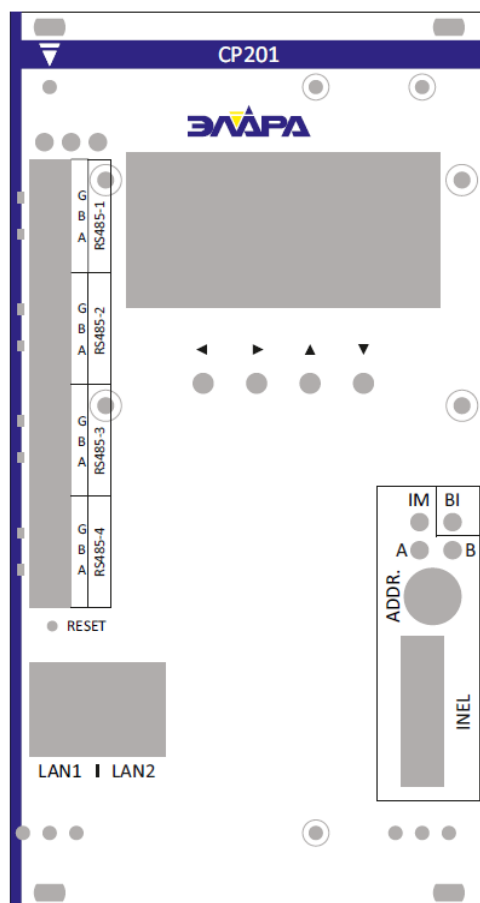 CP201
ЭЛАРА
G
B
A
RS485-1
G
B
A
RS485-2
G
B
A
RS485-3
G
B
A
RS485-4
RESET
LAN1 LAN2
IM BI
A B
ADDR.
INEL